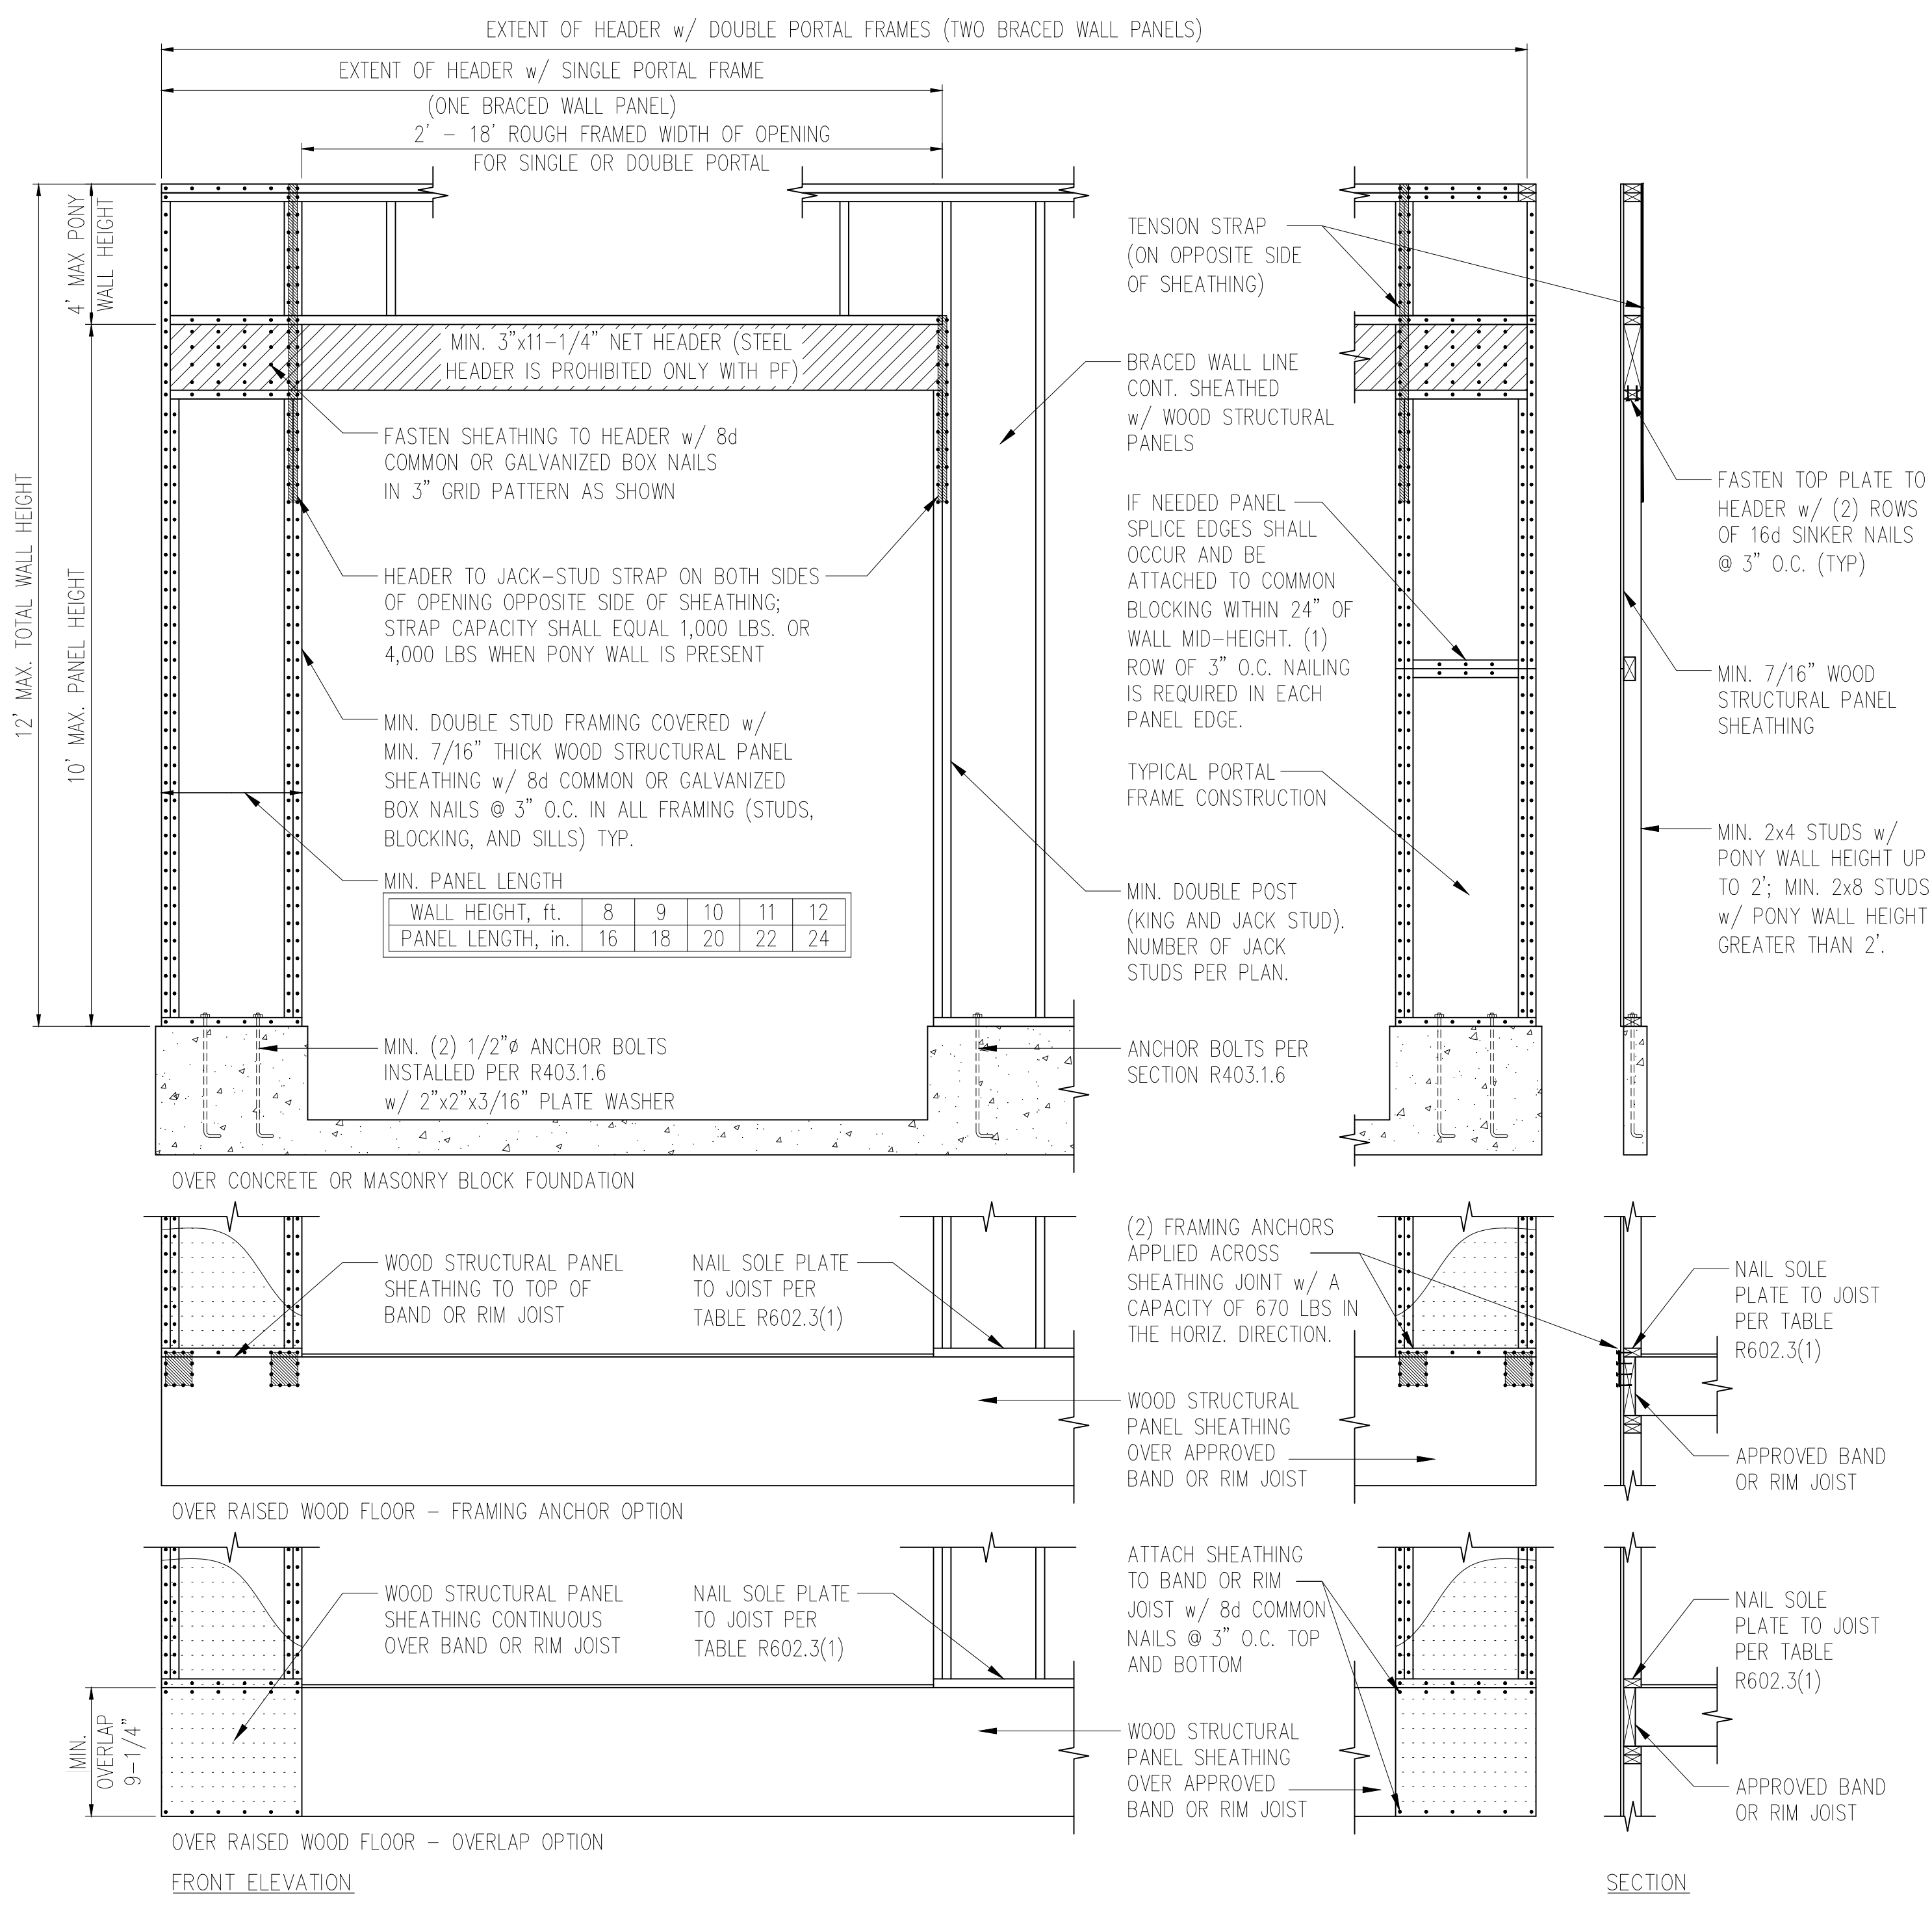 EXTENT OF HEADER w/ DOUBLE PORTAL FRAMES (TWO BRACED WALL PANELS)
EXTENT OF HEADER w/ SINGLE PORTAL FRAME
(ONE BRACED WALL PANEL)
2' - 18' ROUGH FRAMED WIDTH OF OPENING
FOR SINGLE OR DOUBLE PORTAL
12' MAX. TOTAL WALL HEIGHT
4' MAX PONY
WALL HEIGHT
10' MAX. PANEL HEIGHT
MIN. 3"x11-1/4" NET HEADER (STEEL
HEADER IS PROHIBITED ONLY WITH PF)
FASTEN SHEATHING TO HEADER w/ 8d
COMMON OR GALVANIZED BOX NAILS
IN 3" GRID PATTERN AS SHOWN
HEADER TO JACK-STUD STRAP ON BOTH SIDES
OF OPENING OPPOSITE SIDE OF SHEATHING;
STRAP CAPACITY SHALL EQUAL 1,000 LBS. OR
4,000 LBS WHEN PONY WALL IS PRESENT
MIN. DOUBLE STUD FRAMING COVERED w/
MIN. 7/16" THICK WOOD STRUCTURAL PANEL
SHEATHING w/ 8d COMMON OR GALVANIZED
BOX NAILS @ 3" O.C. IN ALL FRAMING (STUDS,
BLOCKING, AND SILLS) TYP.
MIN. PANEL LENGTH
WALL HEIGHT, ft. 8 9 10 11 12
PANEL LENGTH, in. 16 18 20 22 24
MIN. (2) 1/2"ø ANCHOR BOLTS
INSTALLED PER R403.1.6
w/ 2"x2"x3/16" PLATE WASHER
TENSION STRAP
(ON OPPOSITE SIDE
OF SHEATHING)
BRACED WALL LINE
CONT. SHEATHED
w/ WOOD STRUCTURAL
PANELS
IF NEEDED PANEL
SPLICE EDGES SHALL
OCCUR AND BE
ATTACHED TO COMMON
BLOCKING WITHIN 24" OF
WALL MID-HEIGHT. (1)
ROW OF 3" O.C. NAILING
IS REQUIRED IN EACH
PANEL EDGE.
TYPICAL PORTAL
FRAME CONSTRUCTION
MIN. DOUBLE POST
(KING AND JACK STUD).
NUMBER OF JACK
STUDS PER PLAN.
ANCHOR BOLTS PER
SECTION R403.1.6
FASTEN TOP PLATE TO
HEADER w/ (2) ROWS
OF 16d SINKER NAILS
@ 3" O.C. (TYP)
MIN. 7/16" WOOD
STRUCTURAL PANEL
SHEATHING
MIN. 2x4 STUDS w/
PONY WALL HEIGHT UP
TO 2'; MIN. 2x8 STUDS
w/ PONY WALL HEIGHT
GREATER THAN 2'.
OVER CONCRETE OR MASONRY BLOCK FOUNDATION
WOOD STRUCTURAL PANEL
SHEATHING TO TOP OF
BAND OR RIM JOIST
NAIL SOLE PLATE
TO JOIST PER
TABLE R602.3(1)
(2) FRAMING ANCHORS
APPLIED ACROSS
SHEATHING JOINT w/ A
CAPACITY OF 670 LBS IN
THE HORIZ. DIRECTION.
WOOD STRUCTURAL
PANEL SHEATHING
OVER APPROVED
BAND OR RIM JOIST
NAIL SOLE
PLATE TO JOIST
PER TABLE
R602.3(1)
APPROVED BAND
OR RIM JOIST
OVER RAISED WOOD FLOOR - FRAMING ANCHOR OPTION
MIN.
OVERLAP
9-1/4"
WOOD STRUCTURAL PANEL
SHEATHING CONTINUOUS
OVER BAND OR RIM JOIST
NAIL SOLE PLATE
TO JOIST PER
TABLE R602.3(1)
ATTACH SHEATHING
TO BAND OR RIM
JOIST w/ 8d COMMON
NAILS @ 3" O.C. TOP
AND BOTTOM
WOOD STRUCTURAL
PANEL SHEATHING
OVER APPROVED
BAND OR RIM JOIST
NAIL SOLE
PLATE TO JOIST
PER TABLE
R602.3(1)
APPROVED BAND
OR RIM JOIST
OVER RAISED WOOD FLOOR - OVERLAP OPTION
FRONT ELEVATION
SECTION